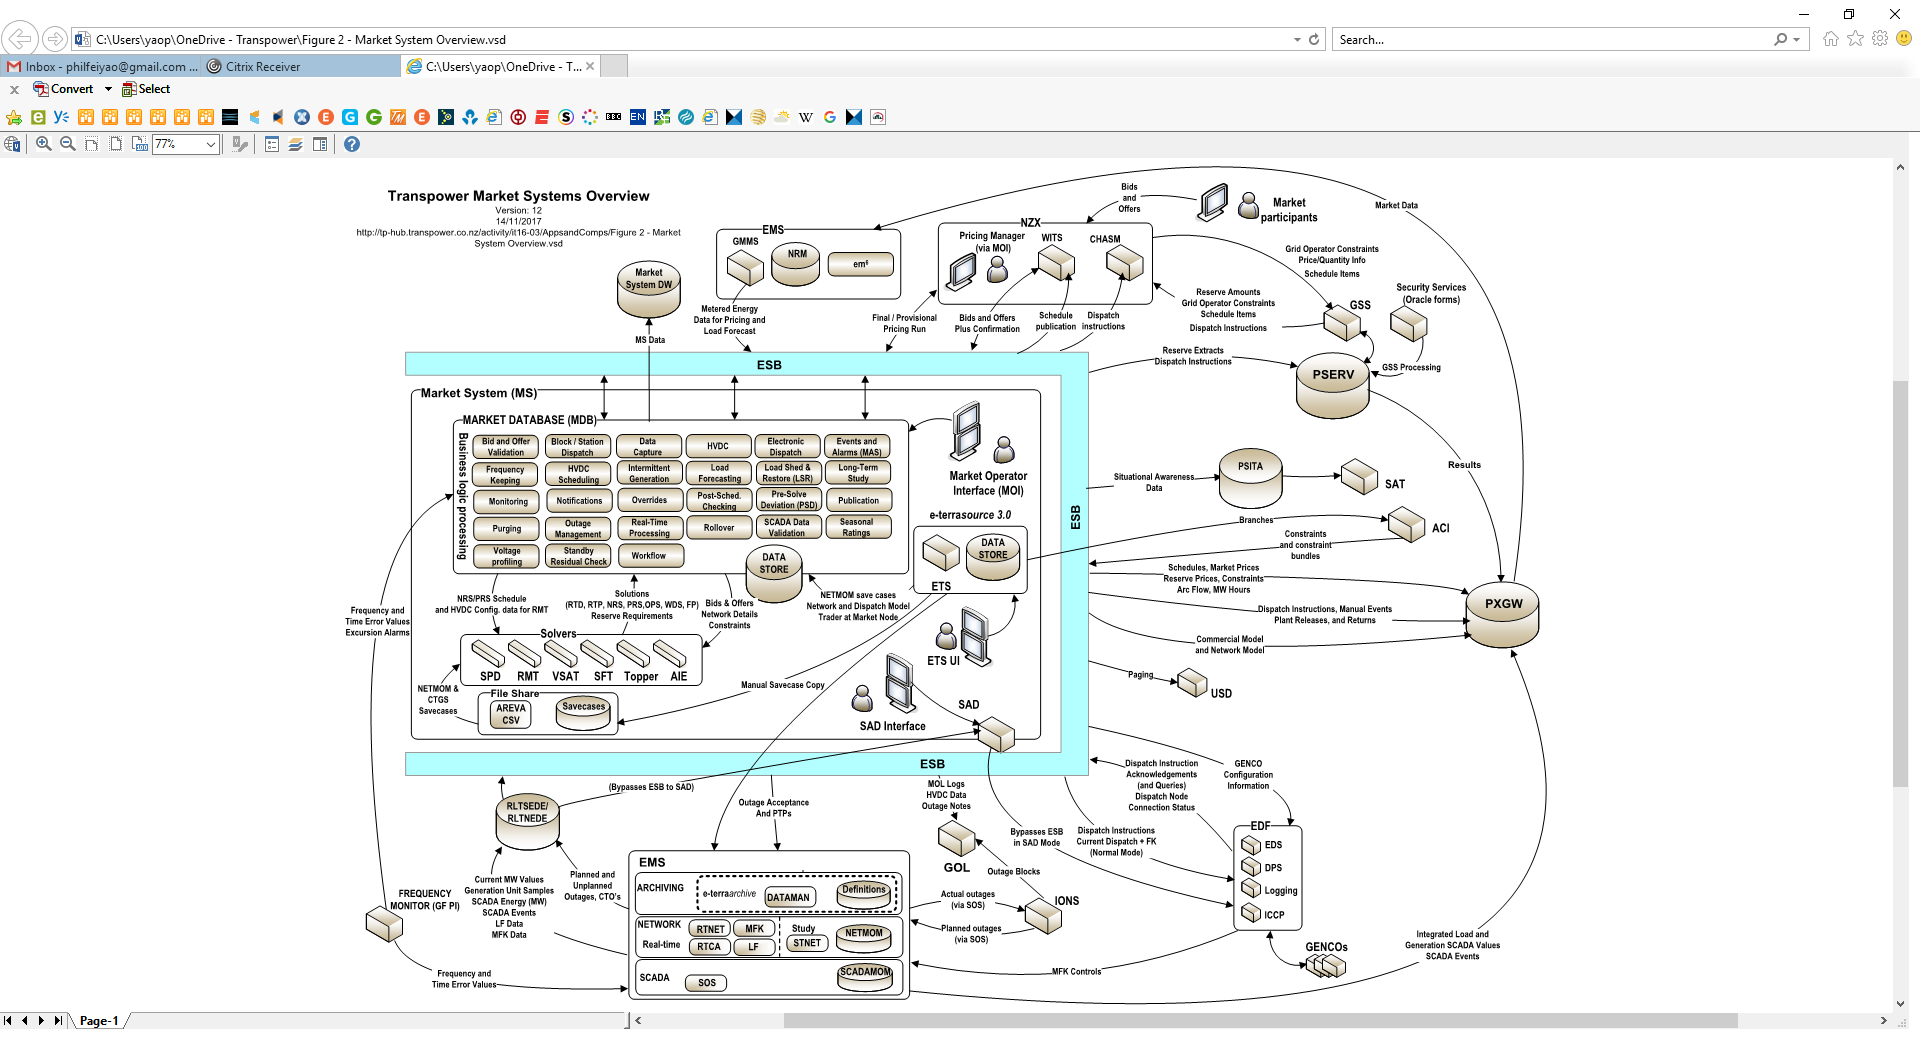 C:\Users\yaop\OneDrive - Transpower\Figure 2 - Market System Overview.vsd
Search...
Inbox - philfeiyao@gmail.com ...
Citrix Receiver
C:\Users\yaop\OneDrive - T...
Convert
Select
77%
Transpower Market Systems Overview
Version: 12
14/11/2017
http://tp-hub.transpower.co.nz/activity/it16-03/AppsandComps/Figure 2 - Market
System Overview.vsd
Market
System DW
MS Data
EMS
GMMS
NRM
em⁶
Metered Energy
Data for Pricing and
Load Forecast
NZX
Pricing Manager
(via MOI)
WITS
CHASM
Bids
and
Offers
Market
participants
Market Data
Final / Provisional
Pricing Run
Bids and Offers
Plus Confirmation
Schedule
publication
Dispatch
instructions
Grid Operator Constraints
Price/Quantity Info
Schedule Items
Reserve Amounts
Grid Operator Constraints
Schedule Items
Dispatch Instructions
GSS
Security Services
(Oracle forms)
GSS Processing
Reserve Extracts
Dispatch Instructions
PSERV
ESB
Market System (MS)
MARKET DATABASE (MDB)
Business logic processing
Bid and Offer
Validation
Block / Station
Dispatch
Data
Capture
HVDC
Electronic
Dispatch
Events and
Alarms (MAS)
Frequency
Keeping
HVDC
Scheduling
Intermittent
Generation
Load
Forecasting
Load Shed &
Restore (LSR)
Long-Term
Study
Monitoring
Notifications
Overrides
Post-Sched.
Checking
Pre-Solve
Deviation (PSD)
Publication
Purging
Outage
Management
Real-Time
Processing
Rollover
SCADA Data
Validation
Seasonal
Ratings
Voltage
profiling
Standby
Residual Check
Workflow
DATA
STORE
Market Operator
Interface (MOI)
e-terrasource 3.0
DATA
STORE
ETS
ESB
Situational Awareness
Data
PSITA
SAT
Results
Branches
ACI
Constraints
and constraint
bundles
Schedules, Market Prices
Reserve Prices, Constraints
Arc Flow, MW Hours
Dispatch Instructions, Manual Events
Plant Releases, and Returns
Commercial Model
and Network Model
PXGW
Paging
USD
NRS/PRS Schedule
and HVDC Config. data for RMT
Solutions
(RTD, RTP, NRS, PRS,OPS, WDS, FP)
Reserve Requirements
Bids & Offers
Network Details
Constraints
NETMOM save cases
Network and Dispatch Model
Trader at Market Node
Frequency and
Time Error Values
Excursion Alarms
Solvers
SPD
RMT
VSAT
SFT
Topper
AIE
NETMOM &
CTGS
Savecases
File Share
AREVA
CSV
Savecases
Manual Savecase Copy
ETS UI
SAD Interface
SAD
ESB
(Bypasses ESB to SAD)
RLTSEDE/
RLTNEDE
Outage Acceptance
And PTPs
MOL Logs
HVDC Data
Outage Notes
GOL
Bypasses ESB
in SAD Mode
Dispatch Instructions
Current Dispatch + FK
(Normal Mode)
Dispatch Instruction
Acknowledgements
(and Queries)
Dispatch Node
Connection Status
GENCO
Configuration
Information
EDF
EDS
DPS
Logging
ICCP
GENCOs
Outage Blocks
IONS
Actual outages
(via SOS)
Planned outages
(via SOS)
MFK Controls
Integrated Load and
Generation SCADA Values
SCADA Events
FREQUENCY
MONITOR (GF PI)
Current MW Values
Generation Unit Samples
SCADA Energy (MW)
SCADA Events
LF Data
MFK Data
Planned and
Unplanned
Outages, CTO's
Frequency and
Time Error Values
EMS
ARCHIVING
e-terraarchive
DATAMAN
Definitions
NETWORK
Real-time
RTNET
MFK
RTCA
LF
Study
STNET
NETMOM
SCADA
SOS
SCADAMOM
Page-1